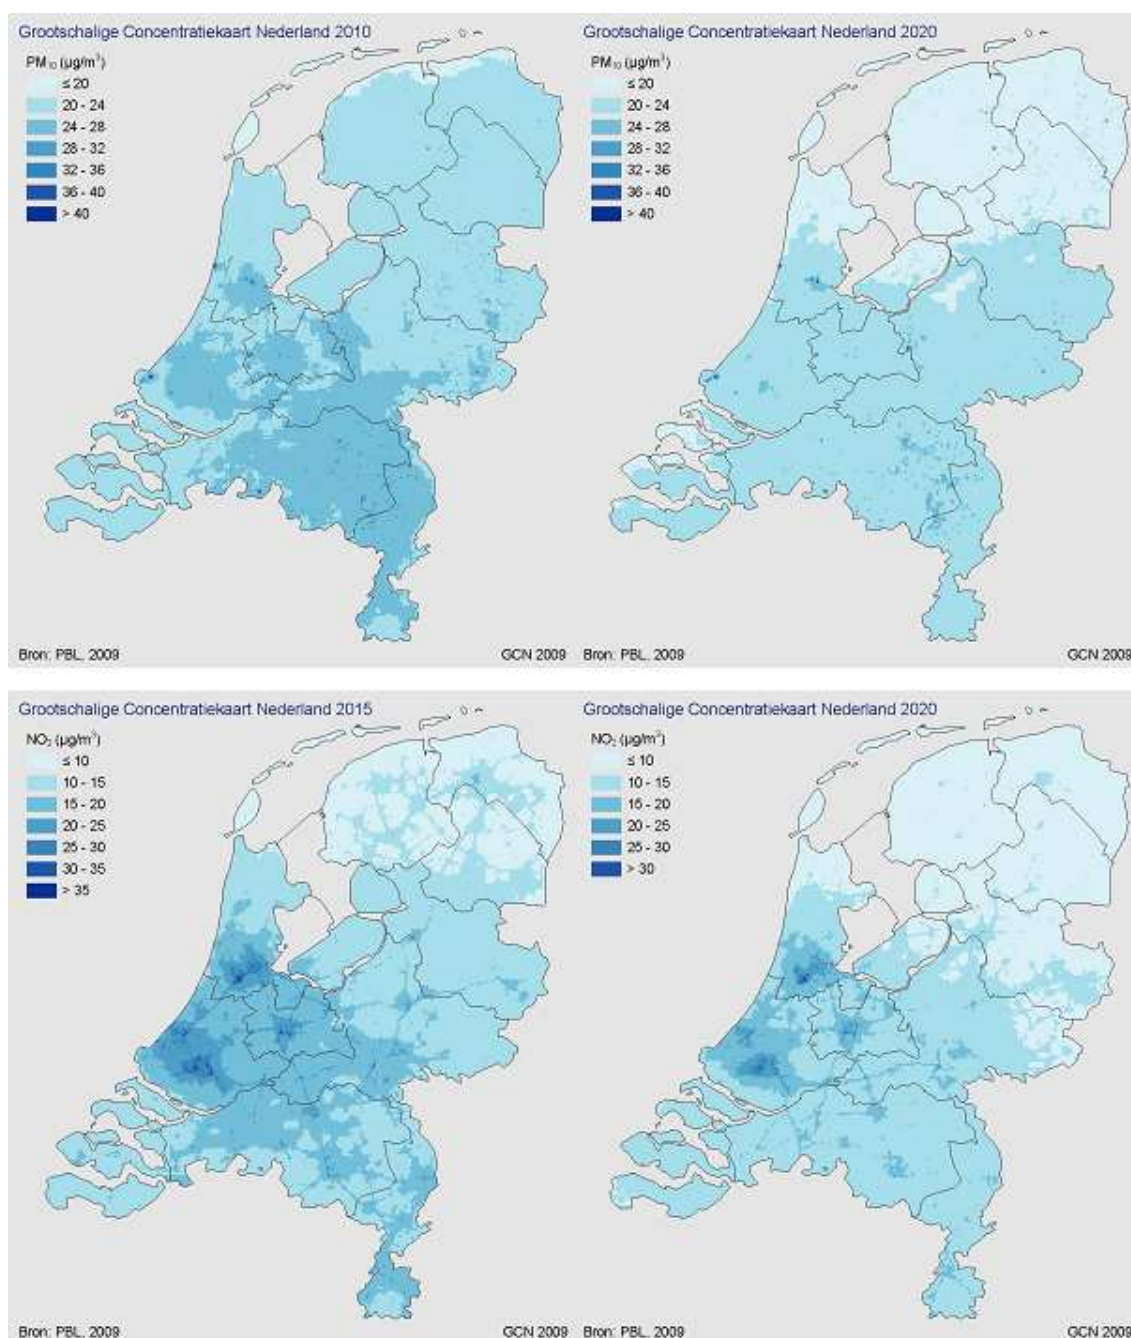 Grootschalige Concentratiekaart Nederland 2010
PM₁₀ (µg/m³)
≤ 20
20 - 24
24 - 28
28 - 32
32 - 36
36 - 40
> 40
Bron: PBL, 2009
GCN 2009
Grootschalige Concentratiekaart Nederland 2020
PM₁₀ (µg/m³)
≤ 20
20 - 24
24 - 28
28 - 32
32 - 36
36 - 40
> 40
Bron: PBL, 2009
GCN 2009
Grootschalige Concentratiekaart Nederland 2015
NO₂ (µg/m³)
≤ 10
10 - 15
15 - 20
20 - 25
25 - 30
30 - 35
> 35
Bron: PBL, 2009
GCN 2009
Grootschalige Concentratiekaart Nederland 2020
NO₂ (µg/m³)
≤ 10
10 - 15
15 - 20
20 - 25
25 - 30
> 30
Bron: PBL, 2009
GCN 2009